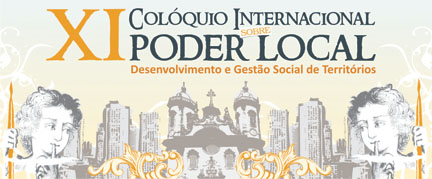 XI COLÓQUIO INTERNACIONAL
SOBRE
PODER LOCAL
Desenvolvimento e Gestão Social de Territórios